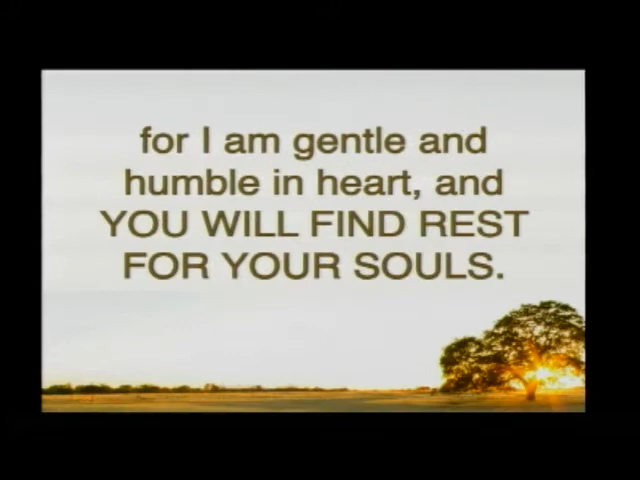 for I am gentle and
humble in heart, and
YOU WILL FIND REST
FOR YOUR SOULS.